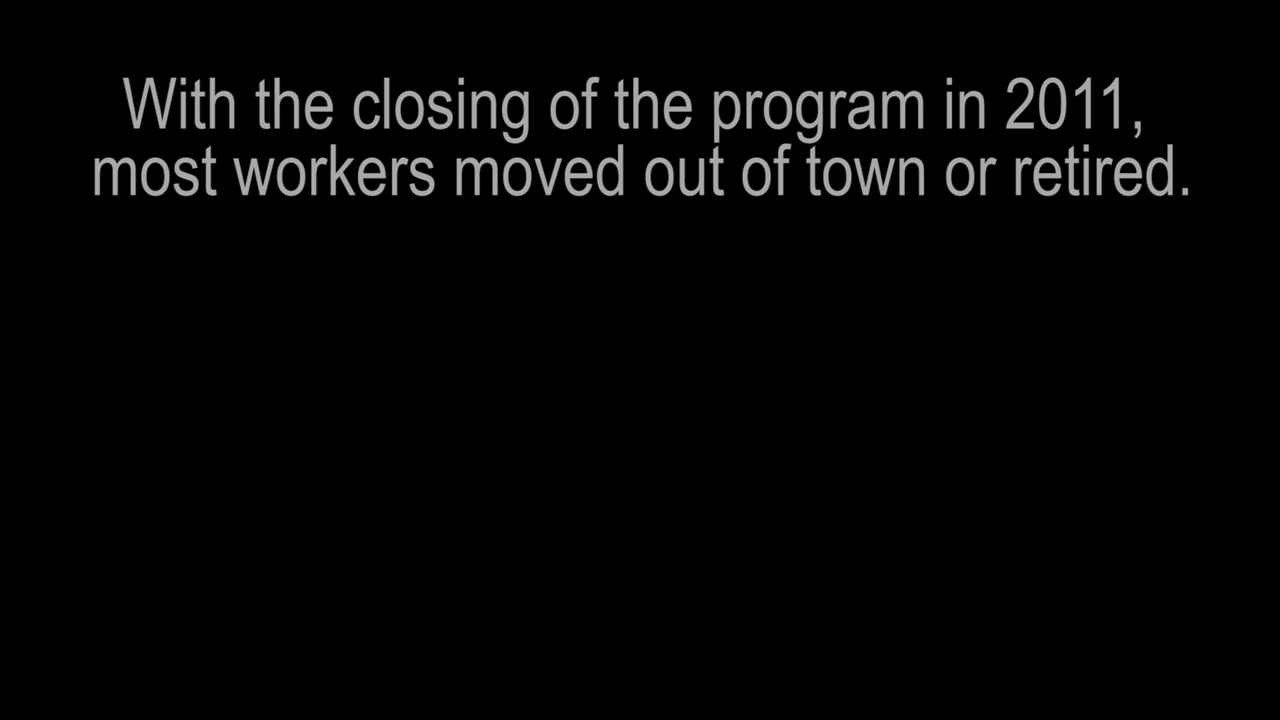 With the closing of the program in 2011,
most workers moved out of town or retired.